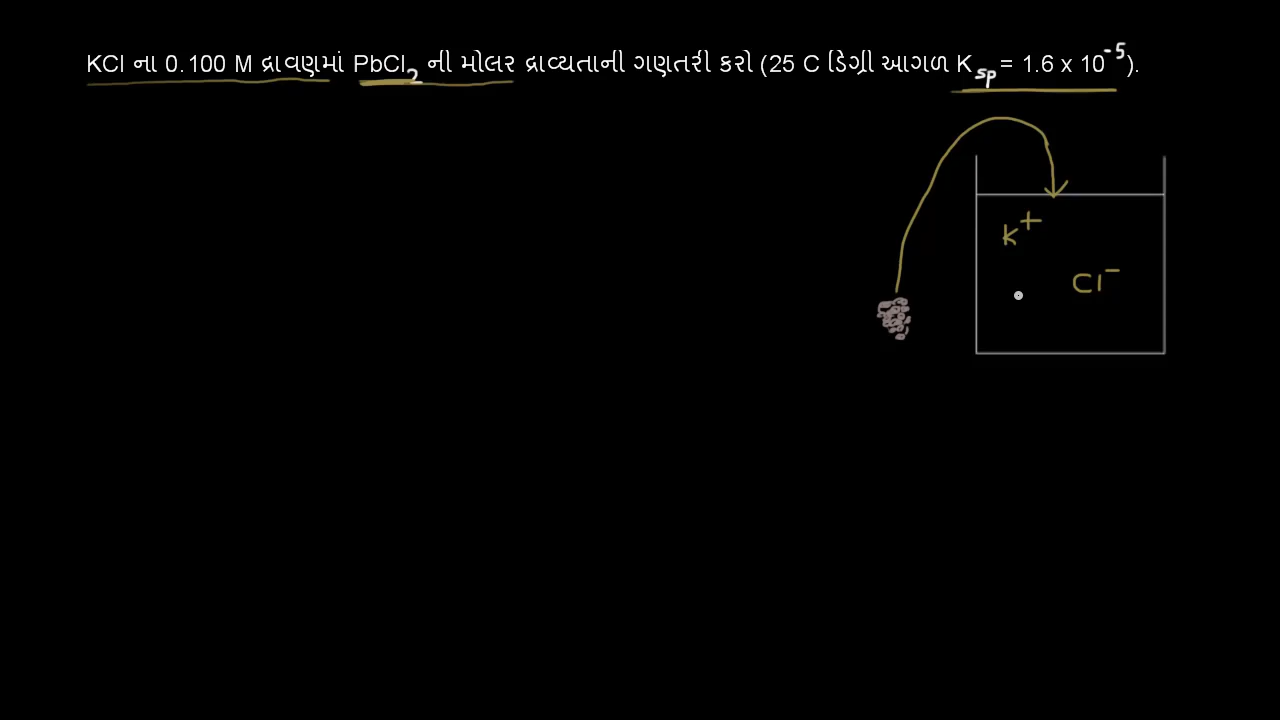 KCl ના 0.100 M દ્રાવણમાં PbCl₂ ની મોલર દ્રાવ્યતાની ગણતરી કરો (25 C ડિગ્રી આગળ Kₛₚ = 1.6 x 10⁻⁵).
K⁺
Cl⁻